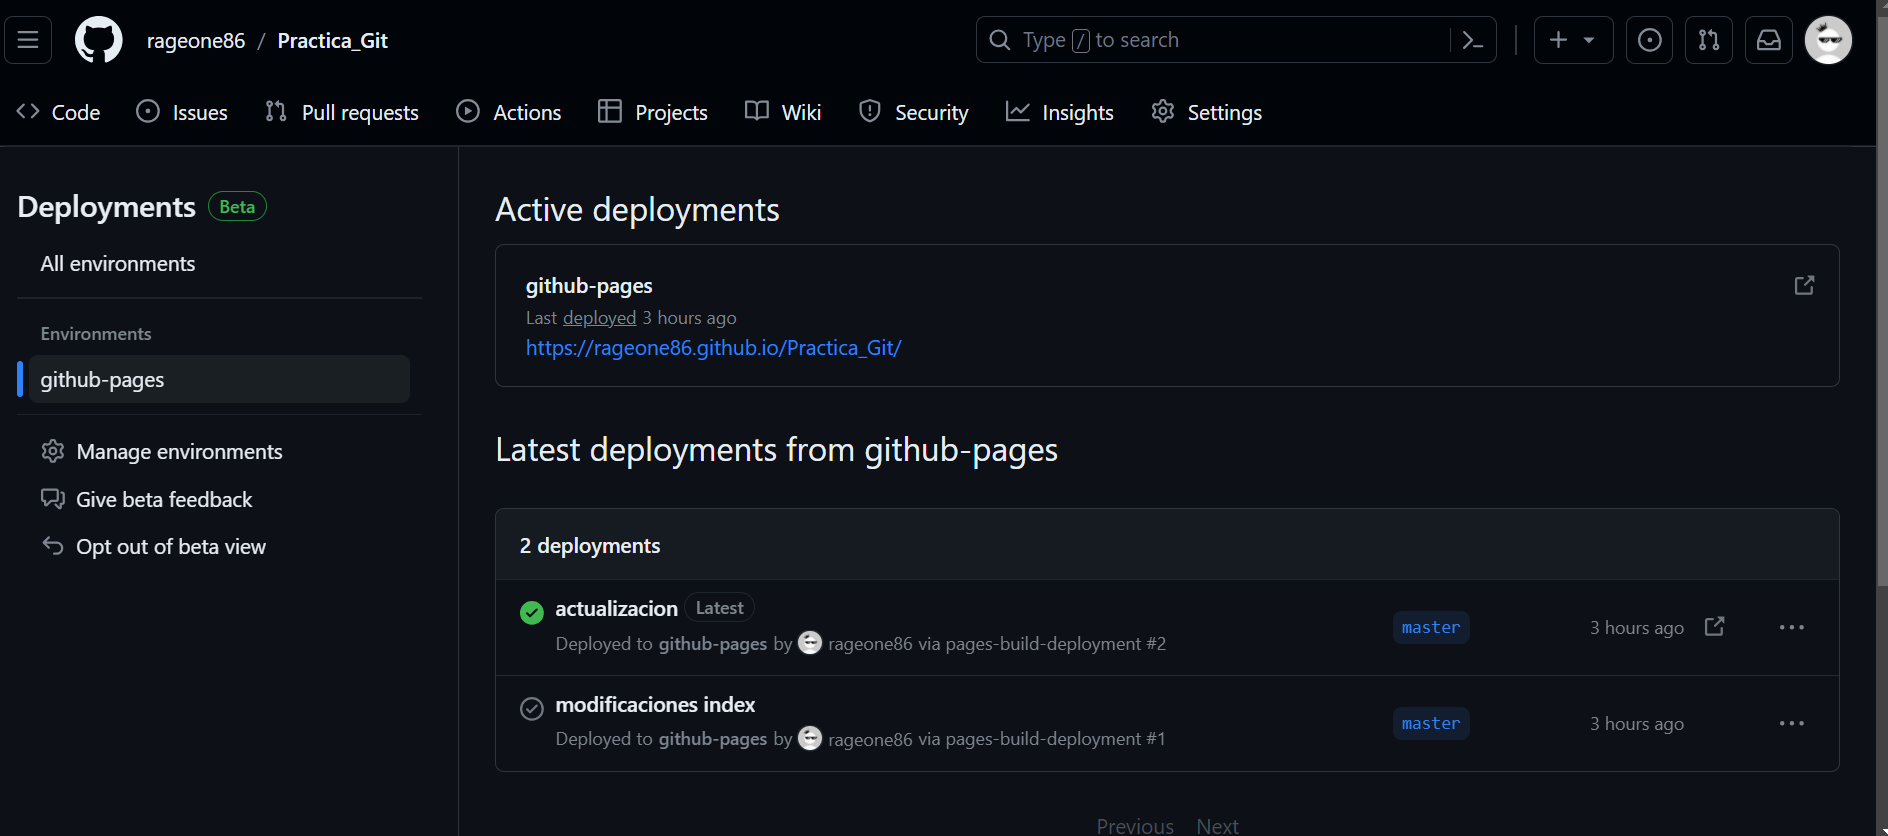 rageone86 / Practica_Git
Type / to search
Code Issues Pull requests Actions Projects Wiki Security Insights Settings
Deployments Beta
All environments
Environments
github-pages
Manage environments
Give beta feedback
Opt out of beta view
Active deployments
github-pages
Last deployed 3 hours ago
https://rageone86.github.io/Practica_Git/
Latest deployments from github-pages
2 deployments
actualizacion Latest
Deployed to github-pages by rageone86 via pages-build-deployment #2
master
3 hours ago
modificaciones index
Deployed to github-pages by rageone86 via pages-build-deployment #1
master
3 hours ago
Previous Next